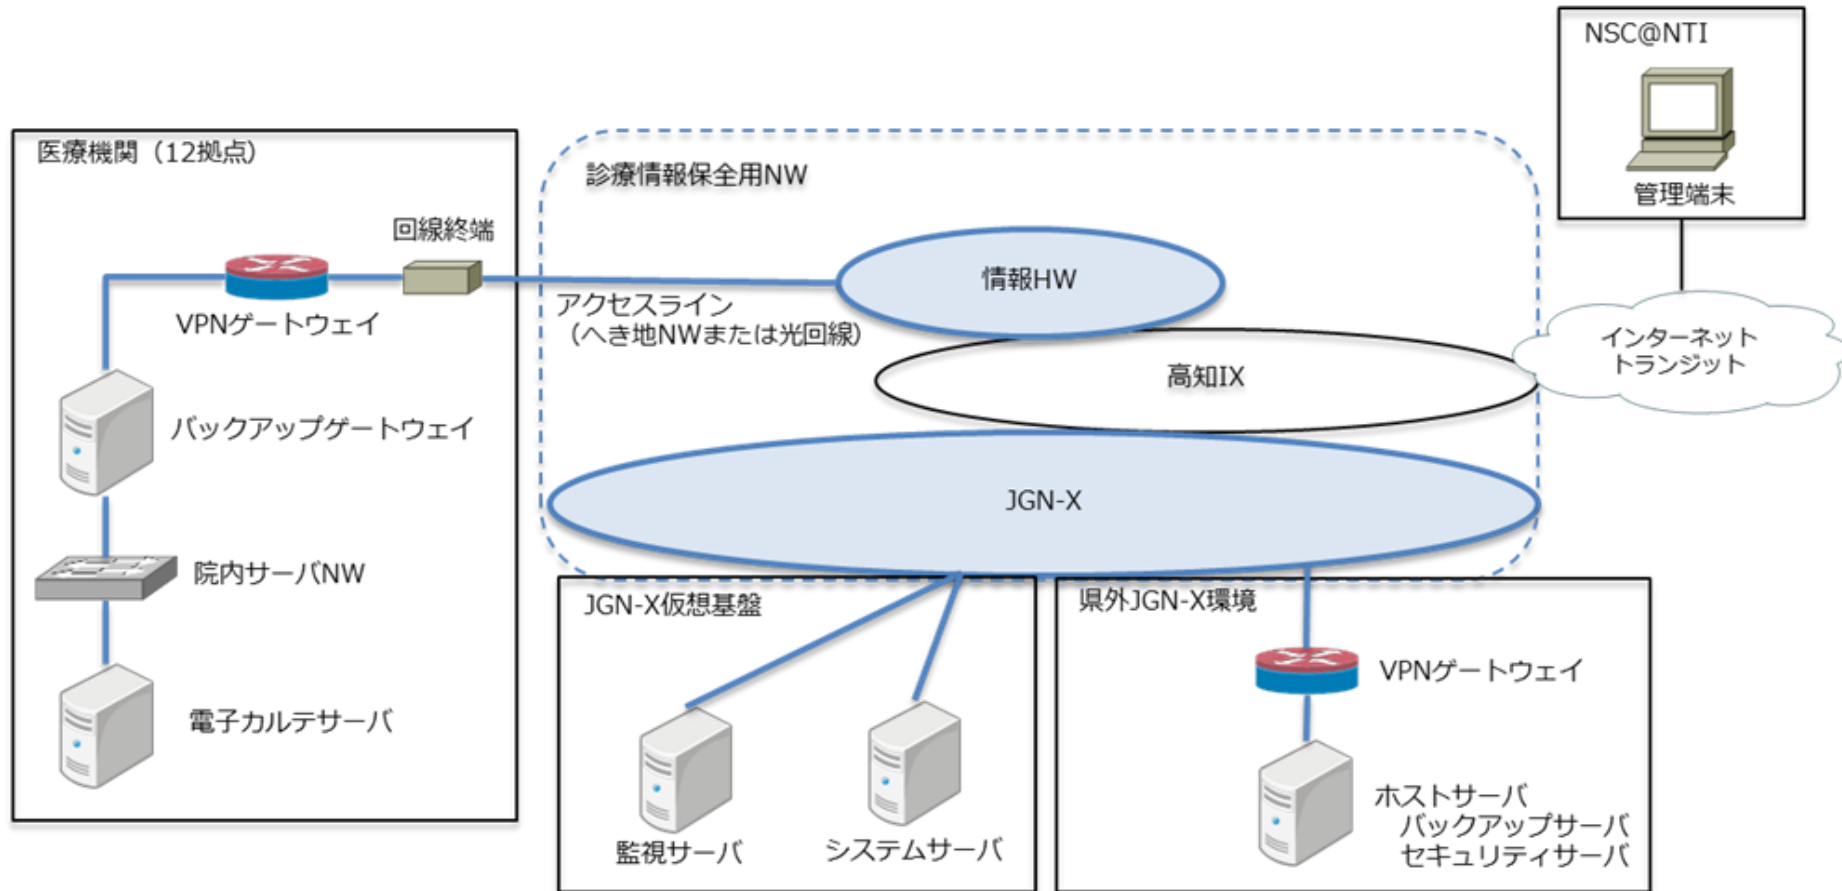 NSC@NTI
管理端末
インターネット
トランジット
医療機関（12拠点）
回線終端
VPNゲートウェイ
バックアップゲートウェイ
院内サーバNW
電子カルテサーバ
診療情報保全用NW
情報HW
アクセスライン
（へき地NWまたは光回線）
高知IX
JGN-X
JGN-X仮想基盤
監視サーバ
システムサーバ
県外JGN-X環境
VPNゲートウェイ
ホストサーバ
バックアップサーバ
セキュリティサーバ